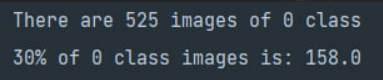 There are 525 images of 0 class
30% of 0 class images is: 158.0